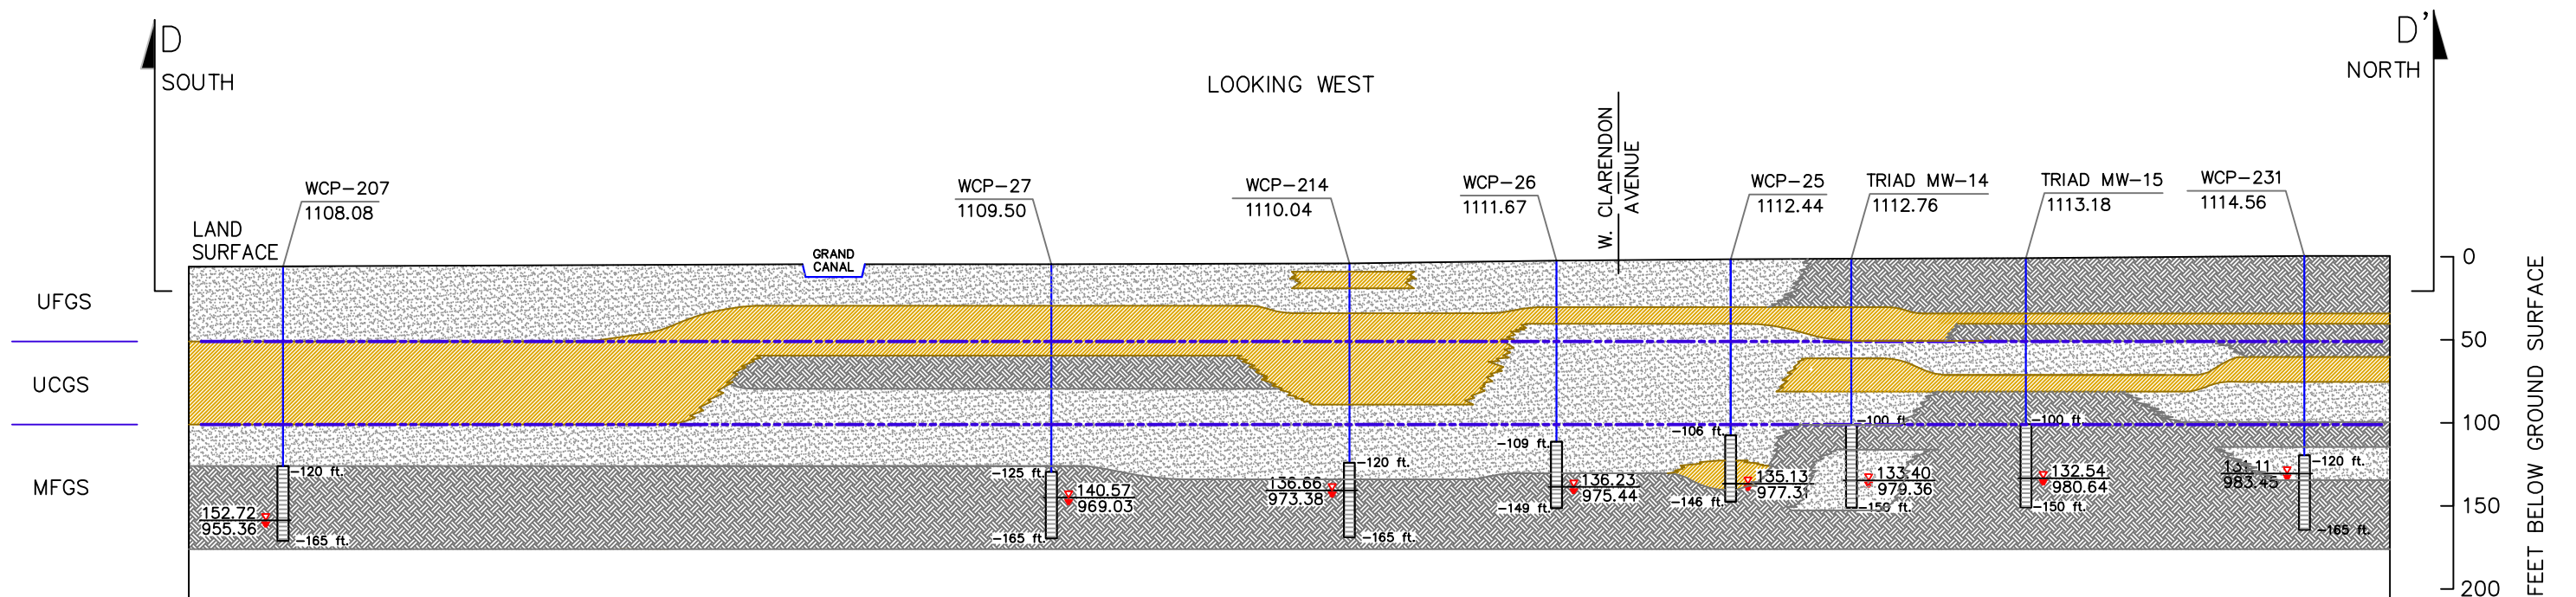 D
SOUTH
LOOKING WEST
D'
NORTH
W. CLARENDON
AVENUE
WCP-207
1108.08
WCP-27
1109.50
WCP-214
1110.04
WCP-26
1111.67
WCP-25
1112.44
TRIAD MW-14
1112.76
TRIAD MW-15
1113.18
WCP-231
1114.56
LAND
SURFACE
GRAND
CANAL
UFGS
UCGS
MFGS
-120 ft.
152.72
955.36
-165 ft.
-125 ft.
140.57
969.03
-165 ft.
-120 ft.
136.66
973.38
-165 ft.
-109 ft.
136.23
975.44
-149 ft.
-106 ft.
135.13
977.31
-146 ft.
-100 ft.
133.40
979.36
-150 ft.
-100 ft.
132.54
980.64
-150 ft.
-120 ft.
131.11
983.45
-165 ft.
0
50
100
150
200
FEET BELOW GROUND SURFACE